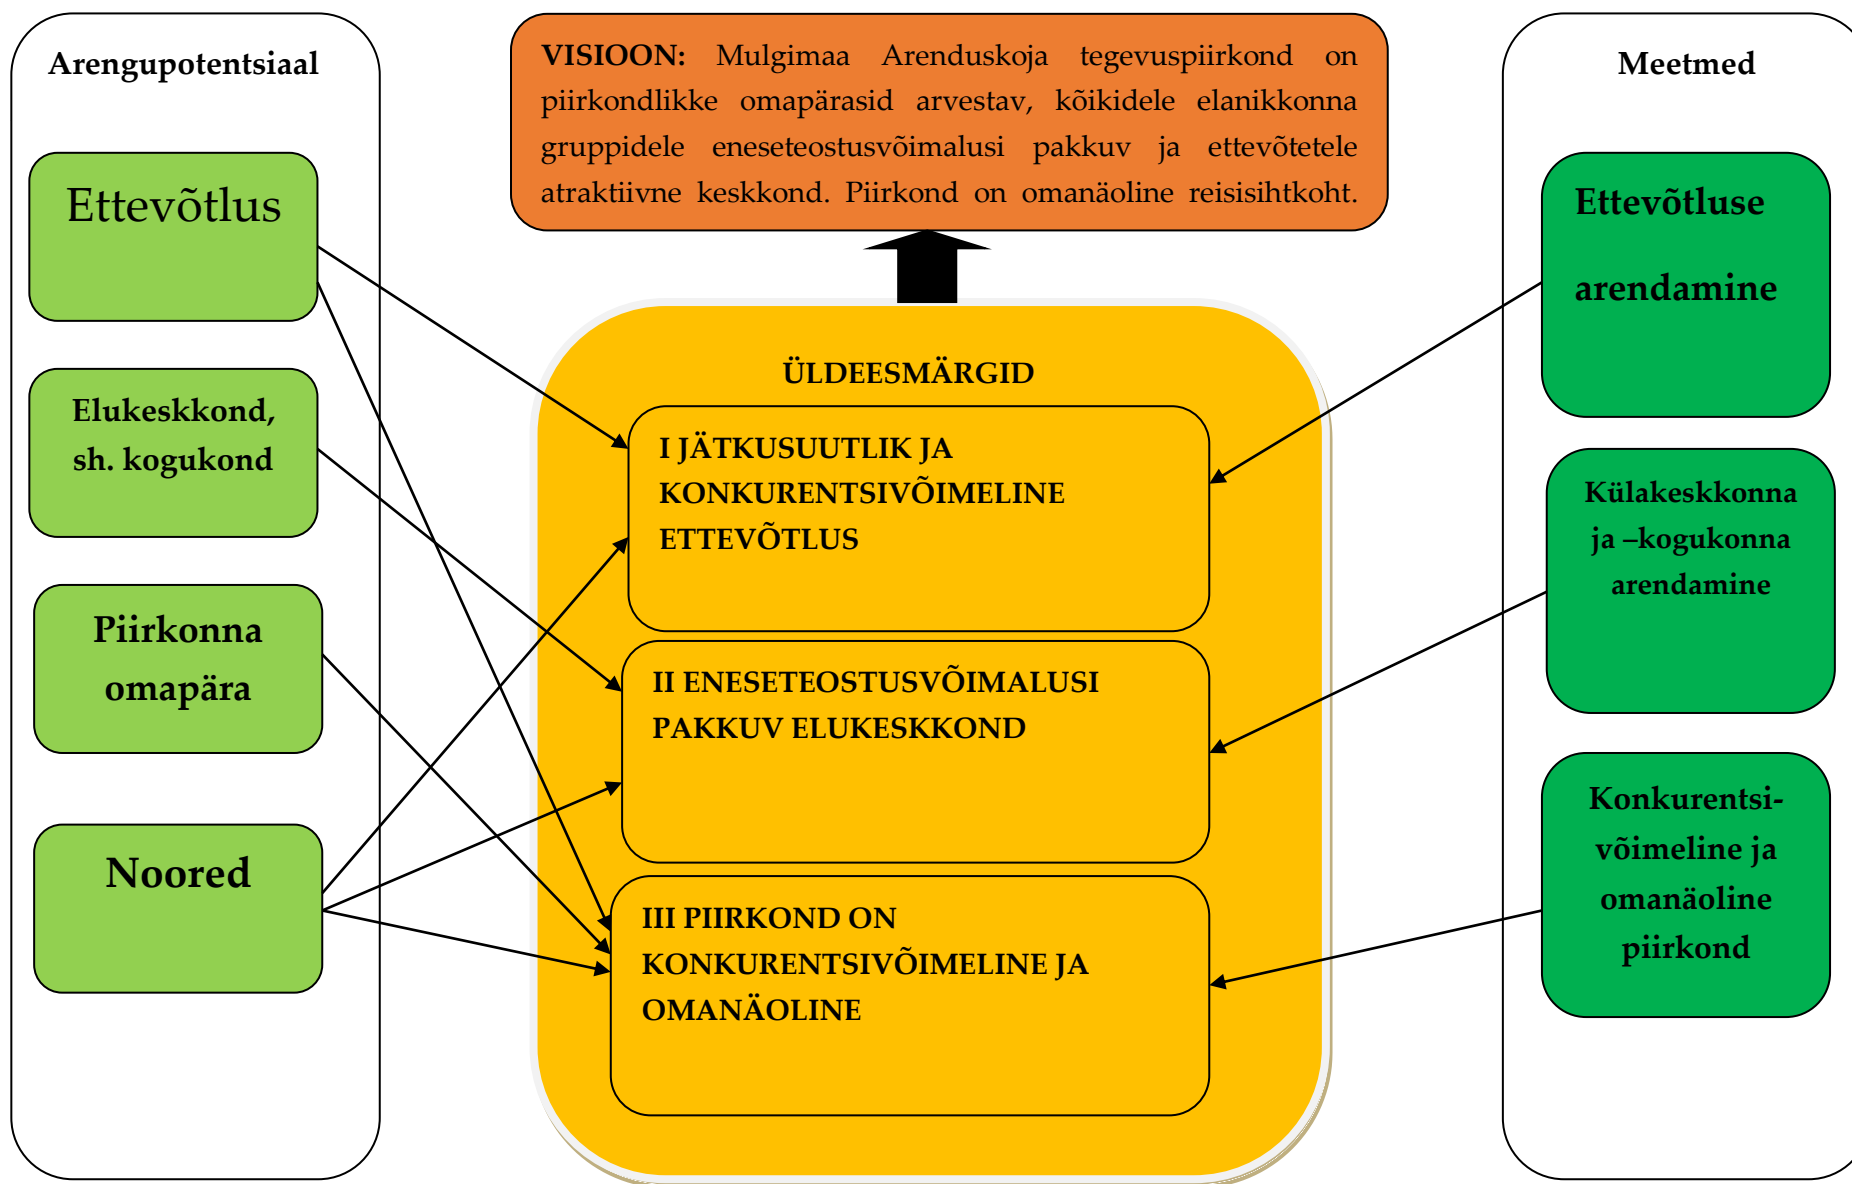 Arengupotentsiaal
Ettevõtlus
Elukeskkond,
sh. kogukond
Piirkonna
omapära
Noored
VISIOON: Mulgimaa Arenduskoja tegevuspiirkond on
piirkondlikke omapärasid arvestav, kõikidele elanikkonna
gruppidele eneseteostusvõimalusi pakkuv ja ettevõtetele
atraktiivne keskkond. Piirkond on omanäoline reisisihtkoht.
ÜLDEESMÄRGID
I JÄTKUSUUTLIK JA
KONKURENTSIVÕIMELINE
ETTEVÕTLUS
II ENESETEOSTUSVÕIMALUSI
PAKKUV ELUKESKKOND
III PIIRKOND ON
KONKURENTSIVÕIMELINE JA
OMANÄOLINE
Meetmed
Ettevõtluse
arendamine
Külakeskkonna
ja –kogukonna
arendamine
Konkurentsi-
võimeline ja
omanäoline
piirkond